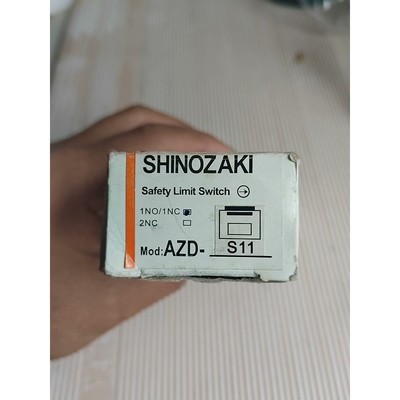 SHINOZAKi
Safety Limit Switch
1NO/1NC
2NC
Mod:AZD- S11